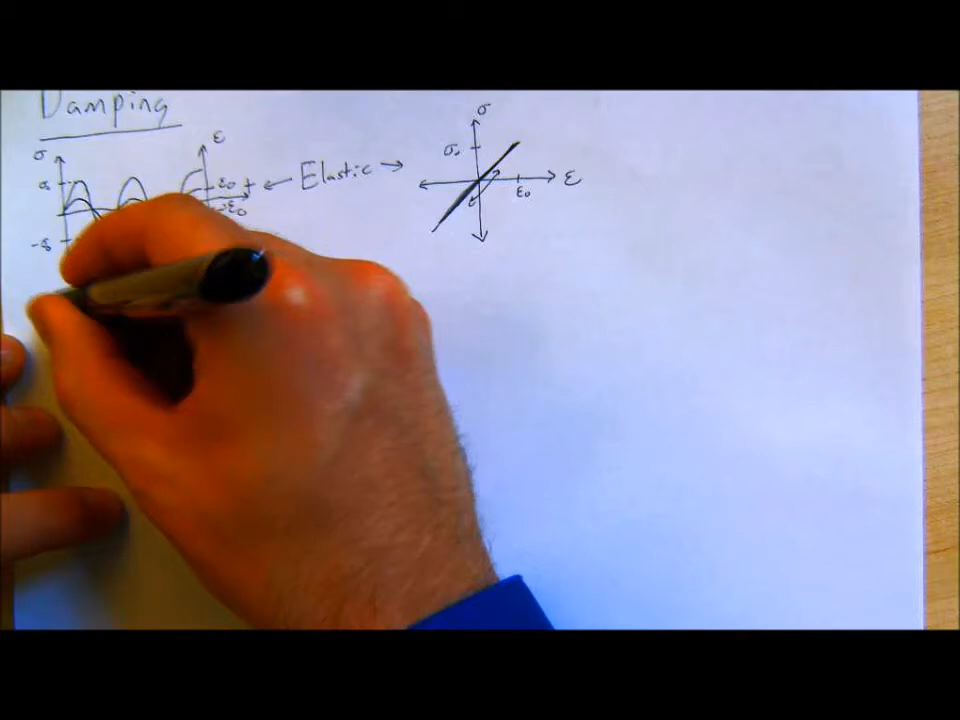 Damping
σ
σ₀
-σ₀
ε
ε₀
t
-ε₀
← Elastic →
σ
σ₀
ε
ε₀